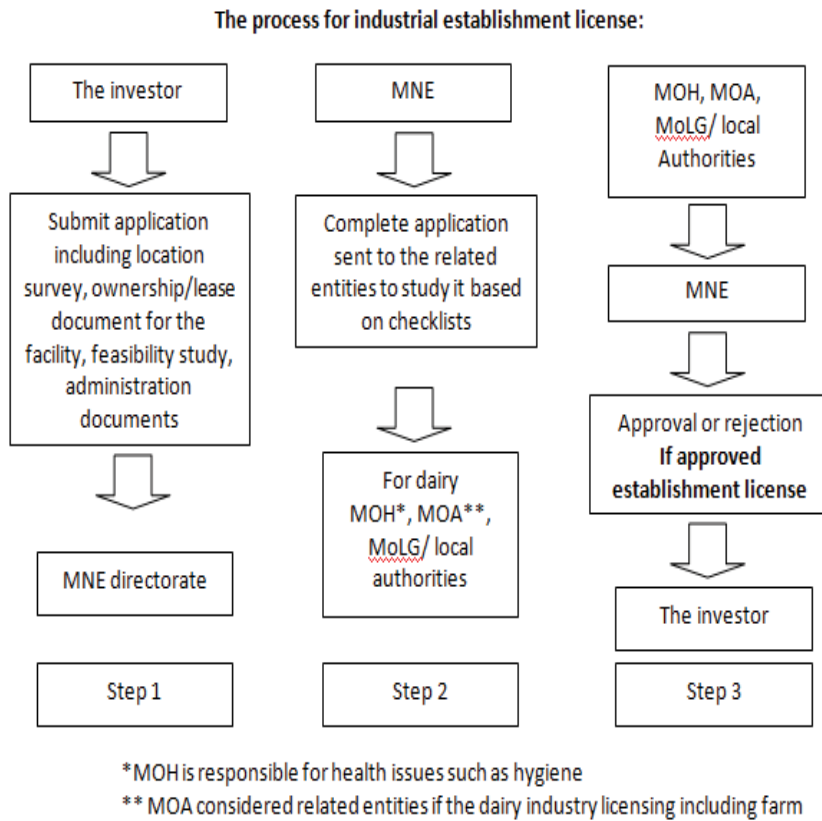 The process for industrial establishment license:
The investor
Submit application
including location
survey, ownership/lease
document for the
facility, feasibility study,
administration
documents
MNE directorate
Step 1
MNE
Complete application
sent to the related
entities to study it based
on checklists
For dairy
MOH*, MOA**,
MoLG/ local
authorities
Step 2
MOH, MOA,
MoLG/ local
Authorities
MNE
Approval or rejection
If approved
establishment license
The investor
Step 3
*MOH is responsible for health issues such as hygiene
** MOA considered related entities if the dairy industry licensing including farm